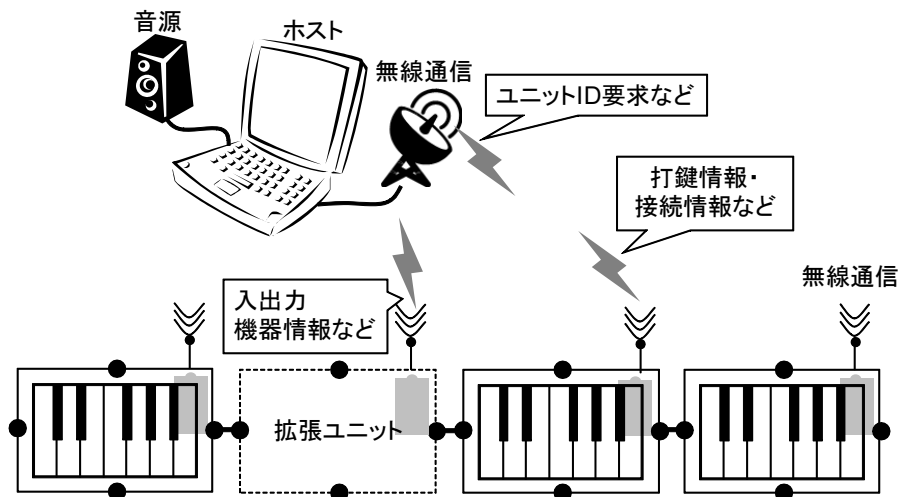 音源
ホスト
無線通信
ユニットID要求など
打鍵情報・
接続情報など
無線通信
入出力
機器情報など
拡張ユニット